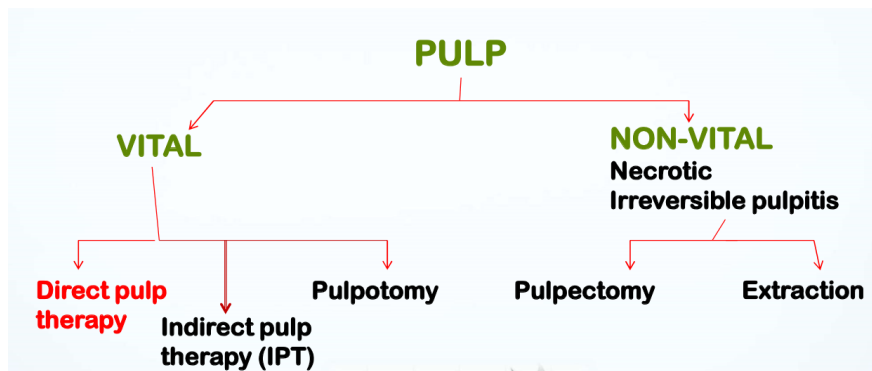 PULP
VITAL
NON-VITAL
Necrotic
Irreversible pulpitis
Direct pulp
therapy
Indirect pulp
therapy (IPT)
Pulpotomy
Pulpectomy
Extraction